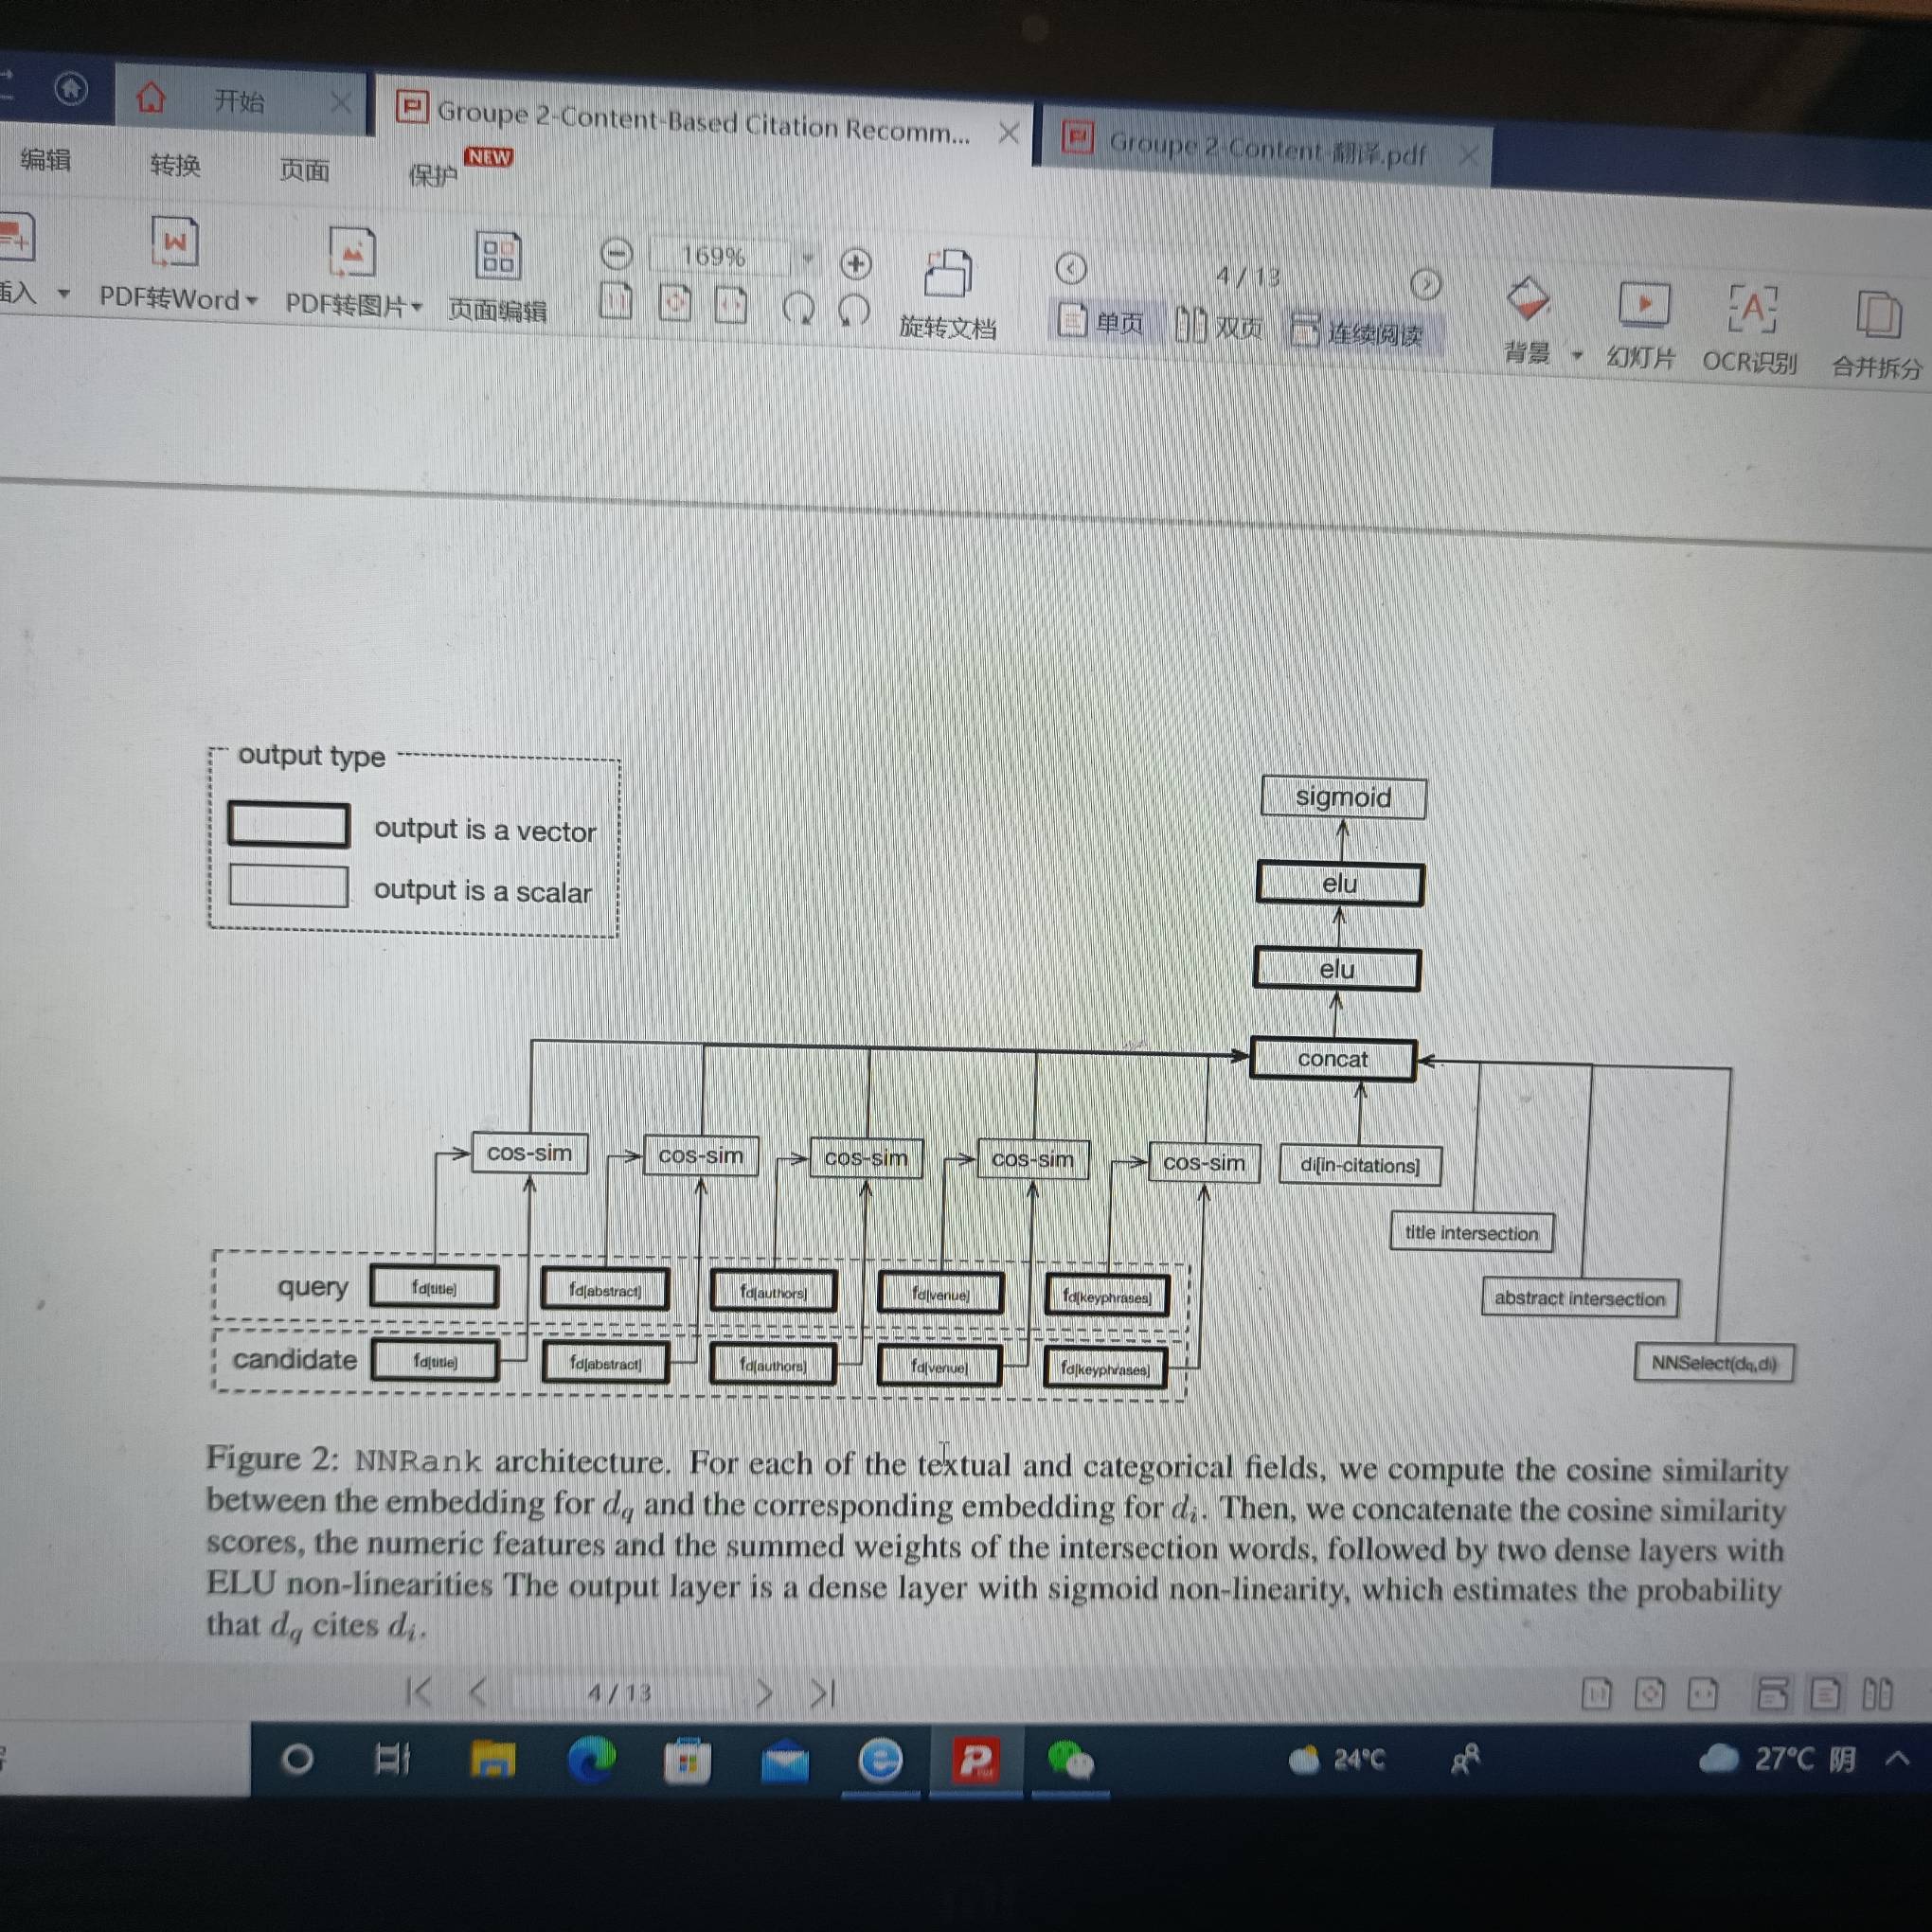 开始
Groupe 2-Content-Based Citation Recomm...
Groupe 2-Content-翻译.pdf
编辑
转换
页面
保护
NEW
插入
PDF转Word
PDF转图片
页面编辑
169%
旋转文档
4 / 13
单页
双页
连续阅读
背景
幻灯片
OCR识别
合并拆分
output type
output is a vector
output is a scalar
sigmoid
elu
elu
concat
cos-sim
cos-sim
cos-sim
cos-sim
cos-sim
di[in-citations]
title intersection
abstract intersection
NNSelect(dq,di)
query
fd[title]
fd[abstract]
fd[authors]
fd[venue]
fd[keyphrases]
candidate
fd[title]
fd[abstract]
fd[authors]
fd[venue]
fd[keyphrases]
Figure 2: NNRank architecture. For each of the textual and categorical fields, we compute the cosine similarity
between the embedding for dq and the corresponding embedding for di. Then, we concatenate the cosine similarity
scores, the numeric features and the summed weights of the intersection words, followed by two dense layers with
ELU non-linearities The output layer is a dense layer with sigmoid non-linearity, which estimates the probability
that dq cites di.
4 / 13
24°C
27°C 阴